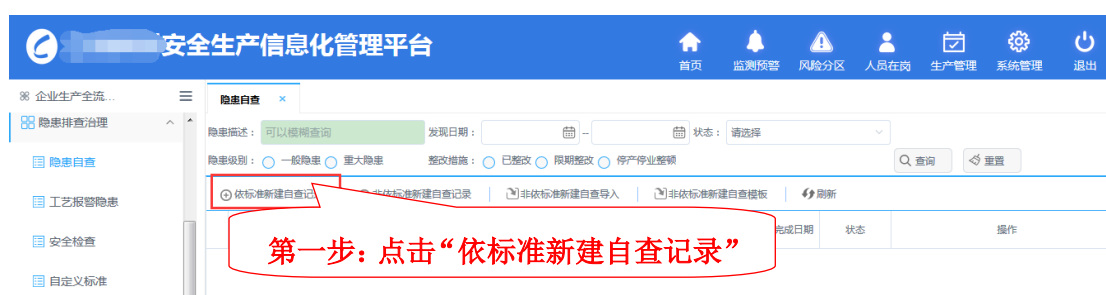 安全生产信息化管理平台
首页 监测预警 风险分区 人员在岗 生产管理 系统管理 退出
企业生产全流... 隐患自查 ×
隐患排查治理
隐患描述： 可以模糊查询 发现日期： – 状态： 请选择
隐患自查
隐患级别： 一般隐患 重大隐患 整改措施： 已整改 限期整改 停产停业整顿 查询 重置
工艺报警隐患
依标准新建自查记 非依标准新建自查记录 非依标准新建自查导入 非依标准新建自查模板 刷新
完成日期 状态 操作
安全检查
第一步：点击“依标准新建自查记录”
自定义标准